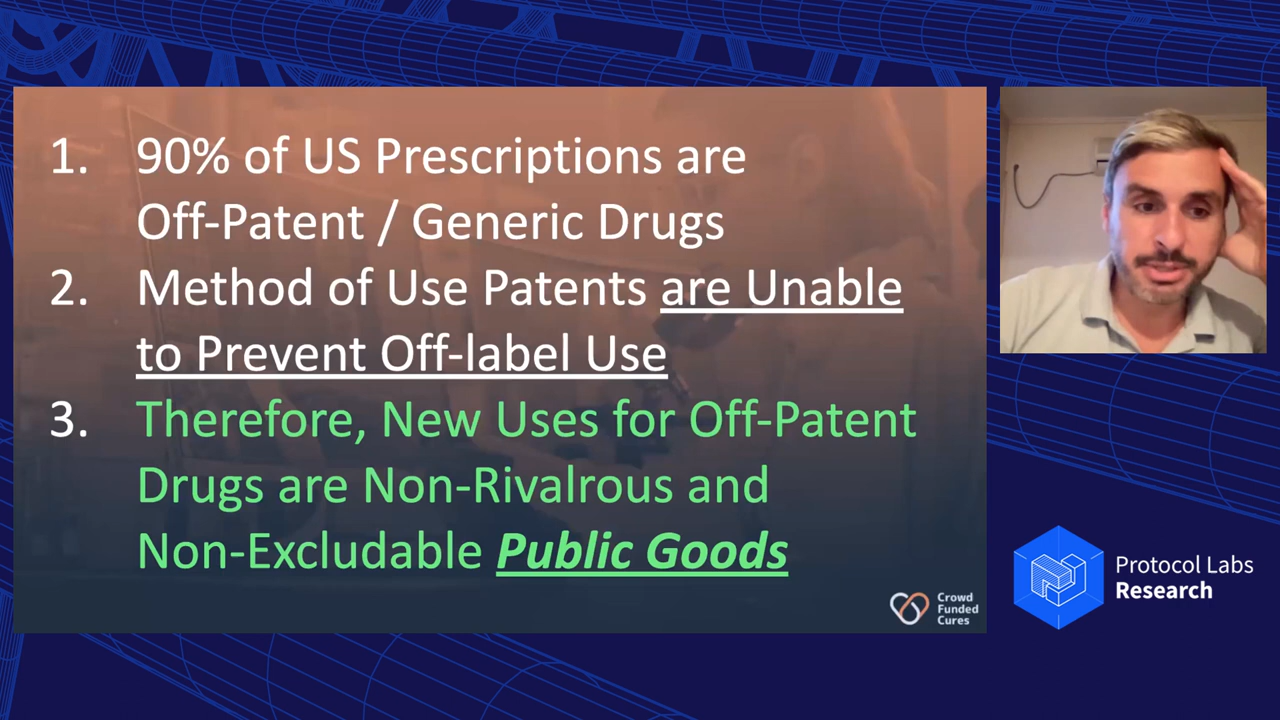 1. 90% of US Prescriptions are
Off-Patent / Generic Drugs
2. Method of Use Patents are Unable
to Prevent Off-label Use
3. Therefore, New Uses for Off-Patent
Drugs are Non-Rivalrous and
Non-Excludable Public Goods
Crowd
Funded
Cures
Protocol Labs
Research